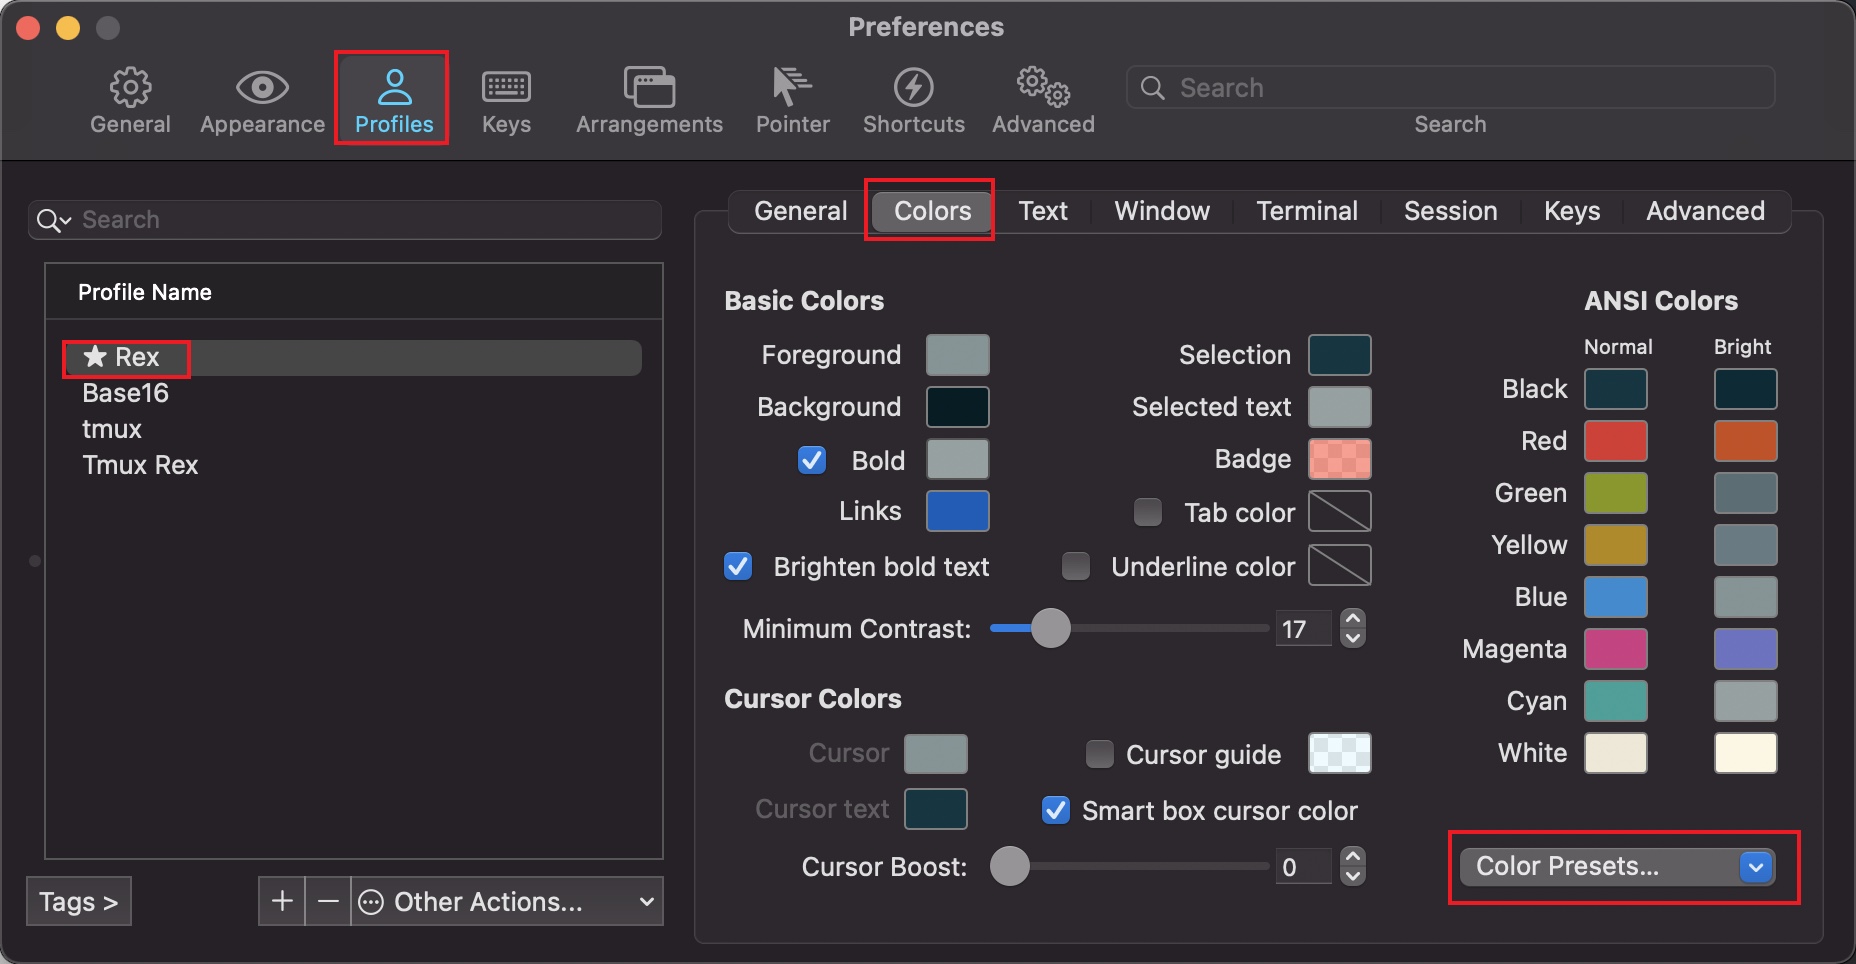 Preferences
General
Appearance
Profiles
Keys
Arrangements
Pointer
Shortcuts
Advanced
Search
Search
Search
Profile Name
★ Rex
Base16
tmux
Tmux Rex
Tags >
+
−
Other Actions...
General
Colors
Text
Window
Terminal
Session
Keys
Advanced
Basic Colors
Foreground
Background
Bold
Links
Brighten bold text
Selection
Selected text
Badge
Tab color
Underline color
Minimum Contrast:
17
Cursor Colors
Cursor
Cursor text
Cursor guide
Smart box cursor color
Cursor Boost:
0
ANSI Colors
Normal Bright
Black
Red
Green
Yellow
Blue
Magenta
Cyan
White
Color Presets...